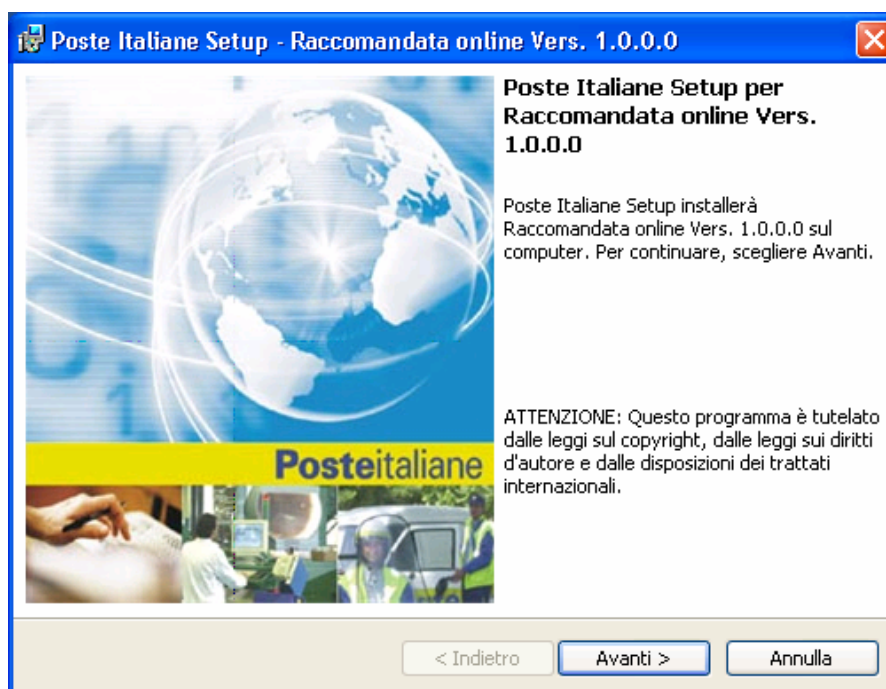 Poste Italiane Setup - Raccomandata online Vers. 1.0.0.0
Poste Italiane Setup per
Raccomandata online Vers.
1.0.0.0
Poste Italiane Setup installerà
Raccomandata online Vers. 1.0.0.0 sul
computer. Per continuare, scegliere Avanti.
ATTENZIONE: Questo programma è tutelato
dalle leggi sul copyright, dalle leggi sui diritti
d'autore e dalle disposizioni dei trattati
internazionali.
Posteitaliane
< Indietro
Avanti >
Annulla